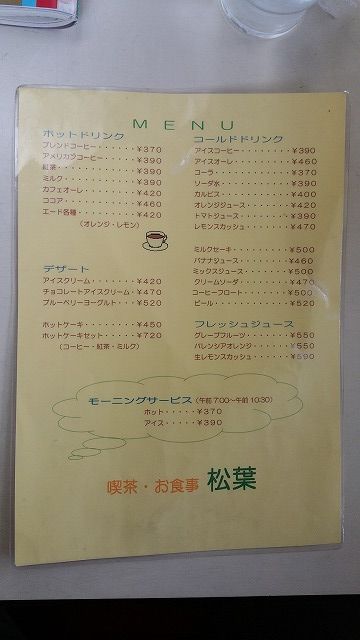 MENU
ホットドリンク
ブレンドコーヒー・・・・・・¥370
アメリカンコーヒー・・・・・¥390
紅茶・・・・・・・・・・・¥390
ミルク・・・・・・・・・・¥390
カフェオーレ・・・・・・・・¥420
ココア・・・・・・・・・・¥460
エード各種・・・・・・・・・¥420
(オレンジ・レモン)
デザート
アイスクリーム・・・・・・・¥420
チョコレートアイスクリーム・・¥470
ブルーベリーヨーグルト・・・・¥520
ホットケーキ・・・・・・・・¥450
ホットケーキセット・・・・・・¥720
(コーヒー・紅茶・ミルク)
コールドドリンク
アイスコーヒー・・・・・・・¥390
アイスオーレ・・・・・・・・¥460
コーラ・・・・・・・・・・¥370
ソーダ水・・・・・・・・・¥390
カルピス・・・・・・・・・¥400
オレンジジュース・・・・・・¥420
トマトジュース・・・・・・・¥390
レモンスカッシュ・・・・・・¥470
ミルクセーキ・・・・・・・・¥500
バナナジュース・・・・・・・¥460
ミックスジュース・・・・・・¥500
クリームソーダ・・・・・・・¥470
コーヒーフロート・・・・・・¥500
ビール・・・・・・・・・・¥520
フレッシュジュース
グレープフルーツ・・・・・・¥550
バレンシアオレンジ・・・・・¥550
生レモンスカッシュ・・・・・¥590
モーニングサービス(午前7:00~午前10:30)
ホット・・・・・¥370
アイス・・・・・¥390
喫茶・お食事 松葉